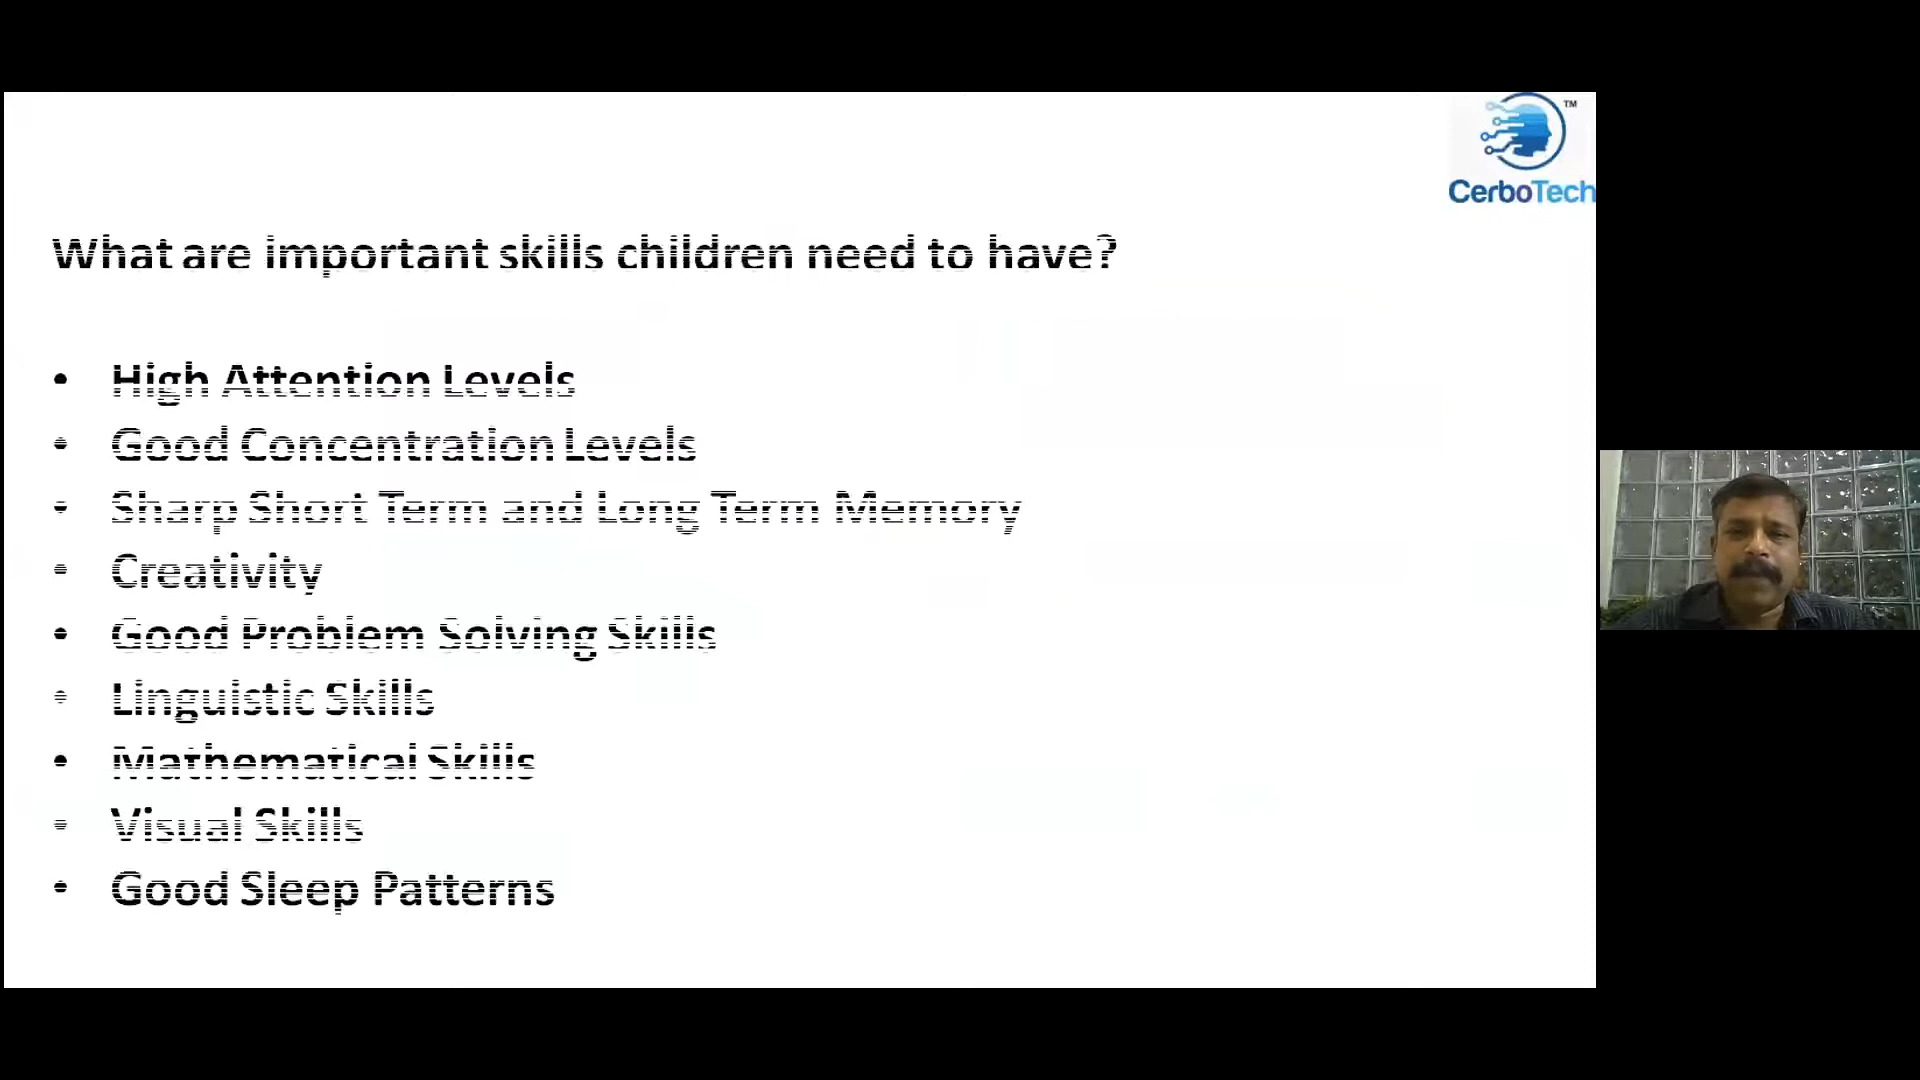 TM
CerboTech
What are important skills children need to have?
• High Attention Levels
• Good Concentration Levels
• Sharp Short Term and Long Term Memory
• Creativity
• Good Problem Solving Skills
• Linguistic Skills
• Mathematical Skills
• Visual Skills
• Good Sleep Patterns